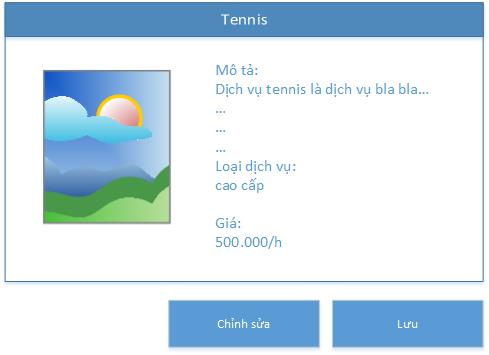 Tennis
Mô tả:
Dịch vụ tennis là dịch vụ bla bla...
...
...
...
Loại dịch vụ:
cao cấp
Giá:
500.000/h
Chỉnh sửa
Lưu